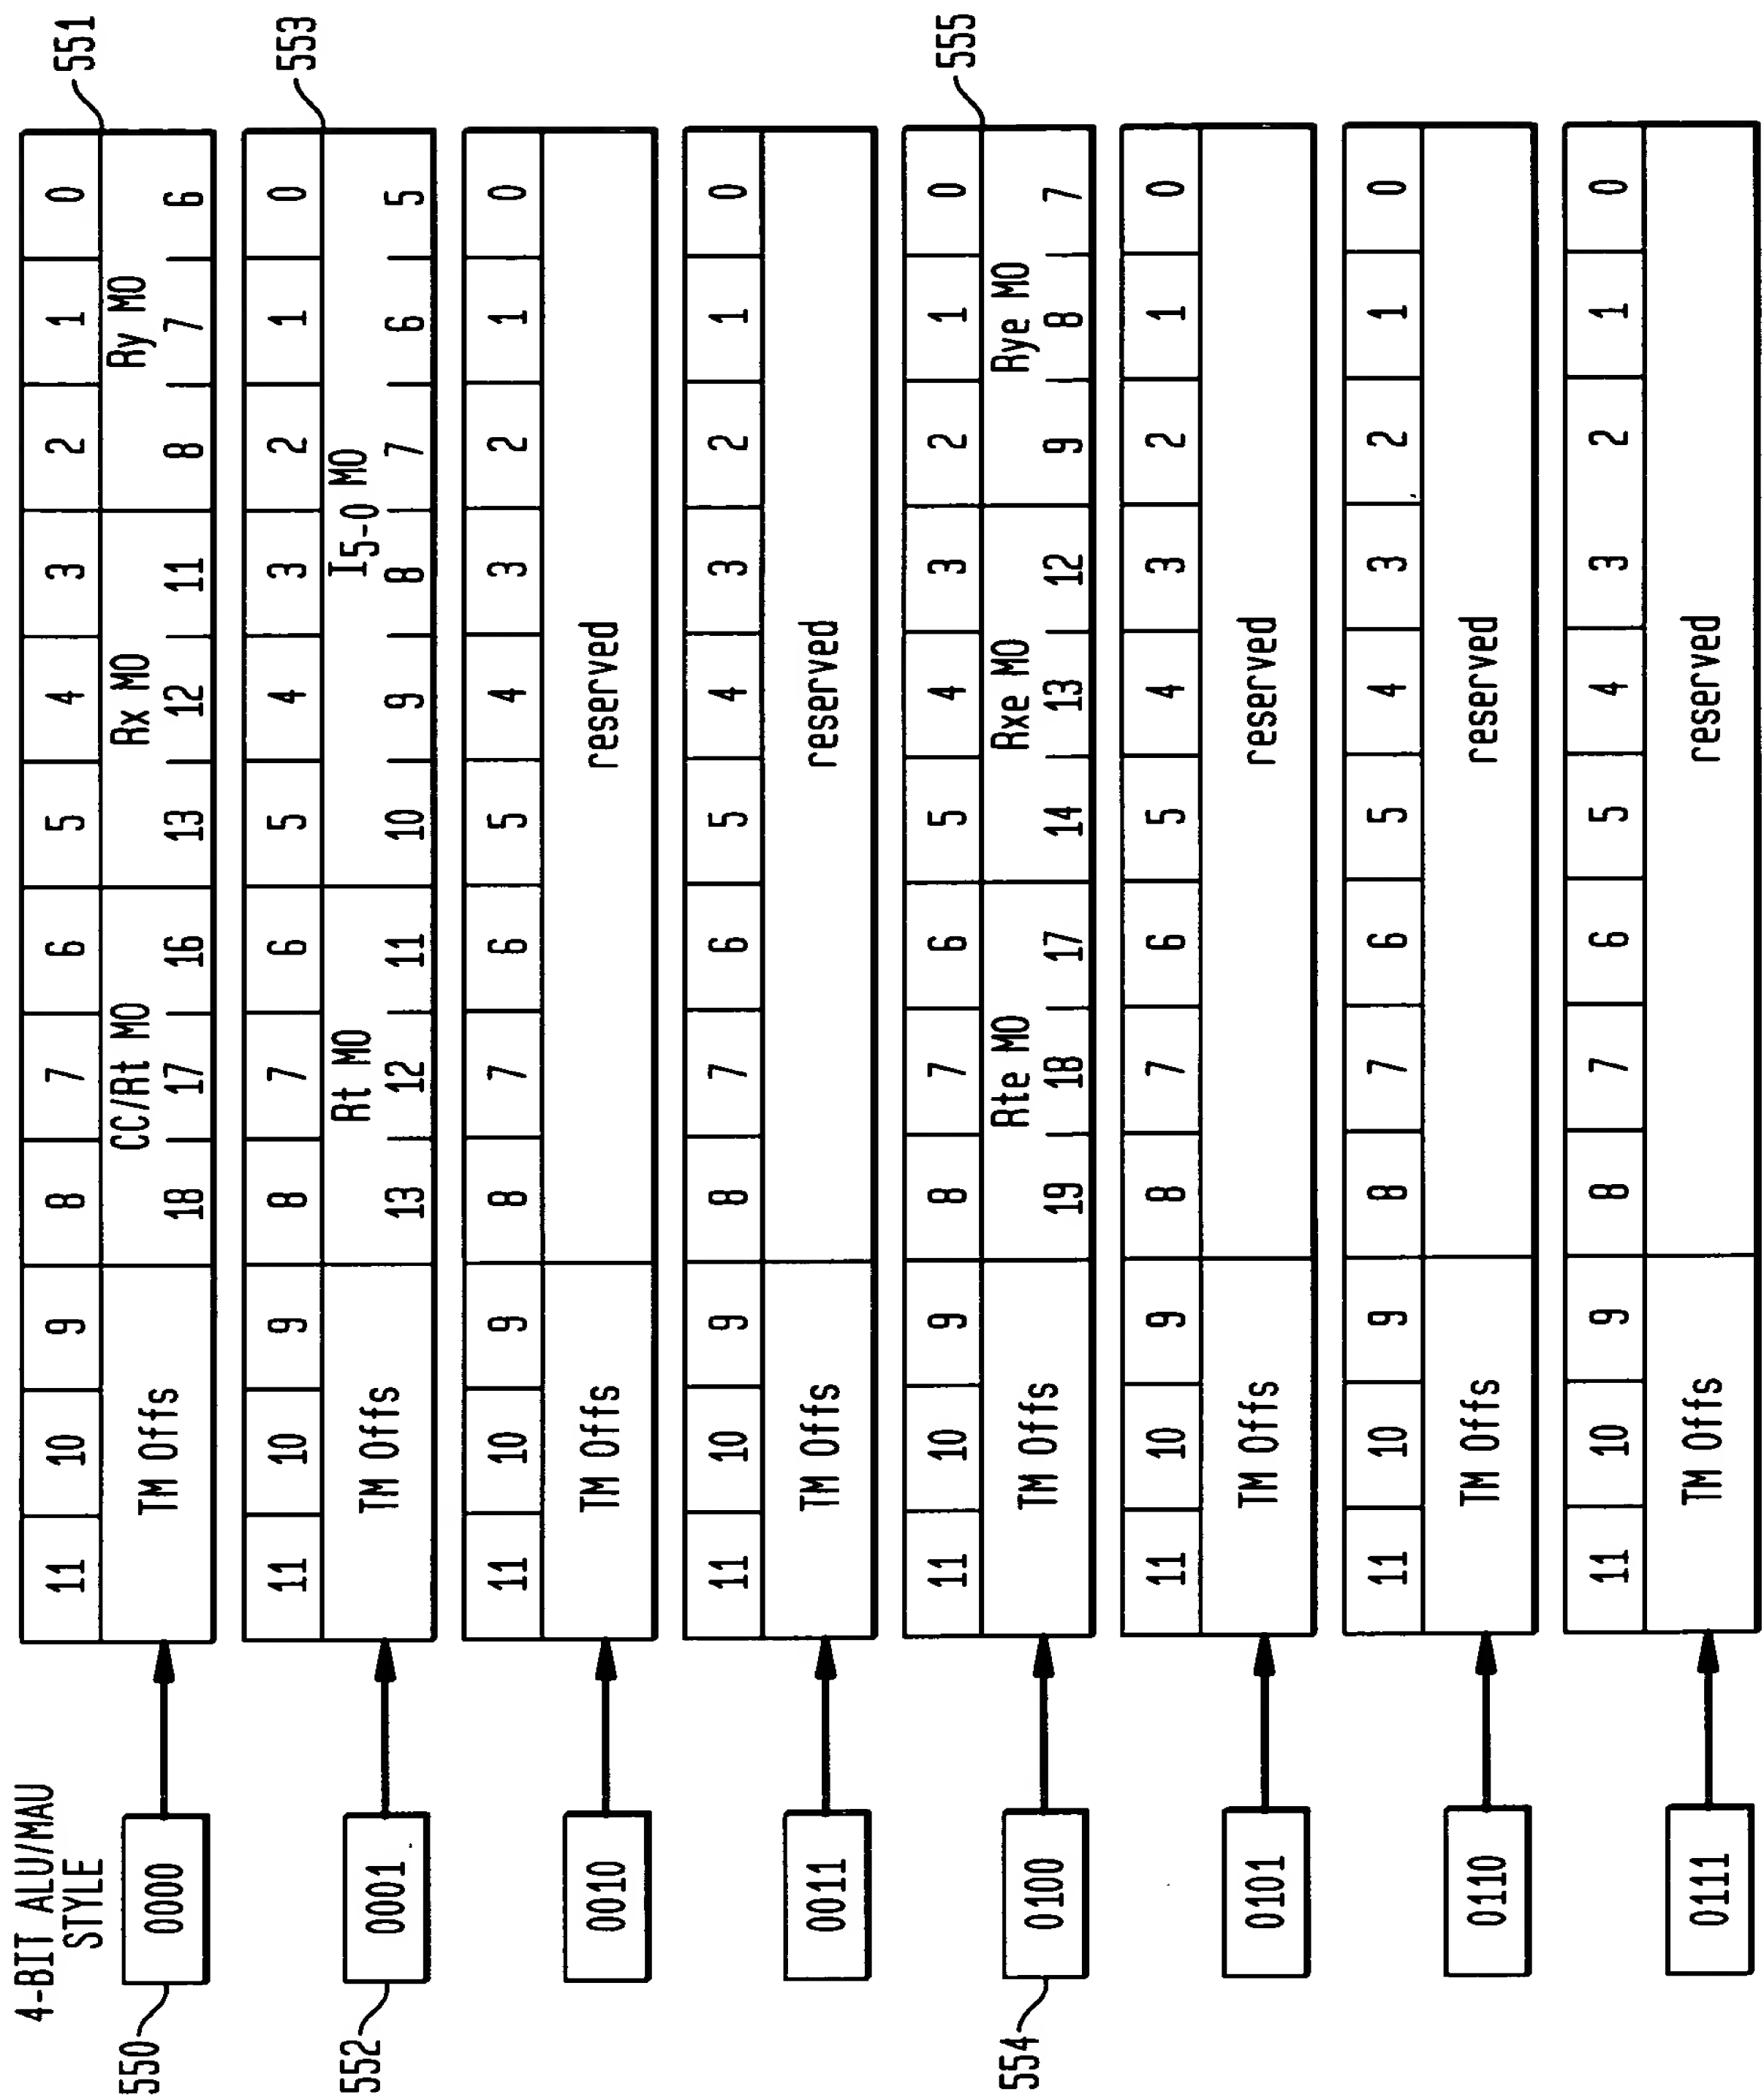 4-BIT ALU/MAU
STYLE
550
0000
11 10 9 8 7 6 5 4 3 2 1 0
551
TM Offs CC/Rt M0 Rx M0 Ry M0
18 17 16 13 12 11 8 7 6
552
0001
11 10 9 8 7 6 5 4 3 2 1 0
553
TM Offs Rt M0 I5-0 M0
13 12 11 10 9 8 7 6 5
0010
11 10 9 8 7 6 5 4 3 2 1 0
TM Offs reserved
0011
11 10 9 8 7 6 5 4 3 2 1 0
TM Offs reserved
554
0100
11 10 9 8 7 6 5 4 3 2 1 0
555
TM Offs Rte M0 Rxe M0 Rye M0
19 18 17 14 13 12 9 8 7
0101
11 10 9 8 7 6 5 4 3 2 1 0
TM Offs reserved
0110
11 10 9 8 7 6 5 4 3 2 1 0
TM Offs reserved
0111
11 10 9 8 7 6 5 4 3 2 1 0
TM Offs reserved